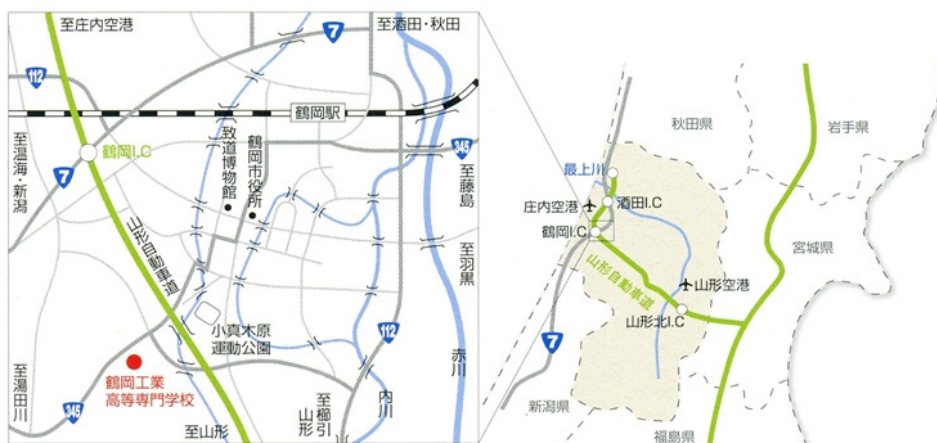 至庄内空港
至酒田・秋田
7
112
鶴岡駅
鶴岡I.C
致道博物館
鶴岡市役所
345
至温海・新潟
7
至藤島
山形自動車道
至羽黒
小真木原
運動公園
112
鶴岡工業
高等専門学校
至湯田川
345
至山形
至櫛引
山形
内川
赤川
秋田県
岩手県
最上川
庄内空港
酒田I.C
鶴岡I.C
宮城県
山形自動車道
山形空港
山形北I.C
7
新潟県
福島県